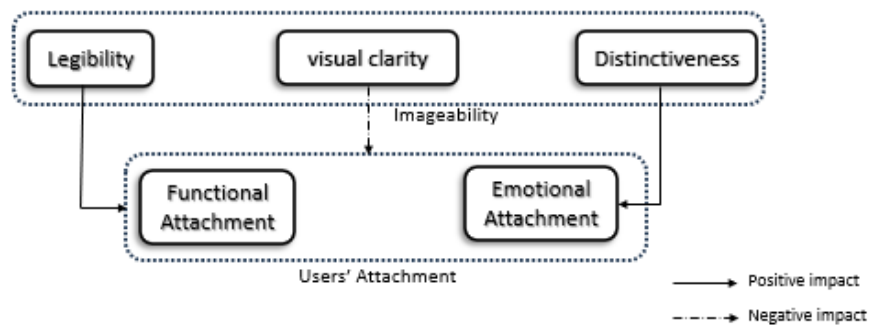 Legibility
visual clarity
Distinctiveness
Imageability
Functional
Attachment
Emotional
Attachment
Users' Attachment
Positive impact
Negative impact